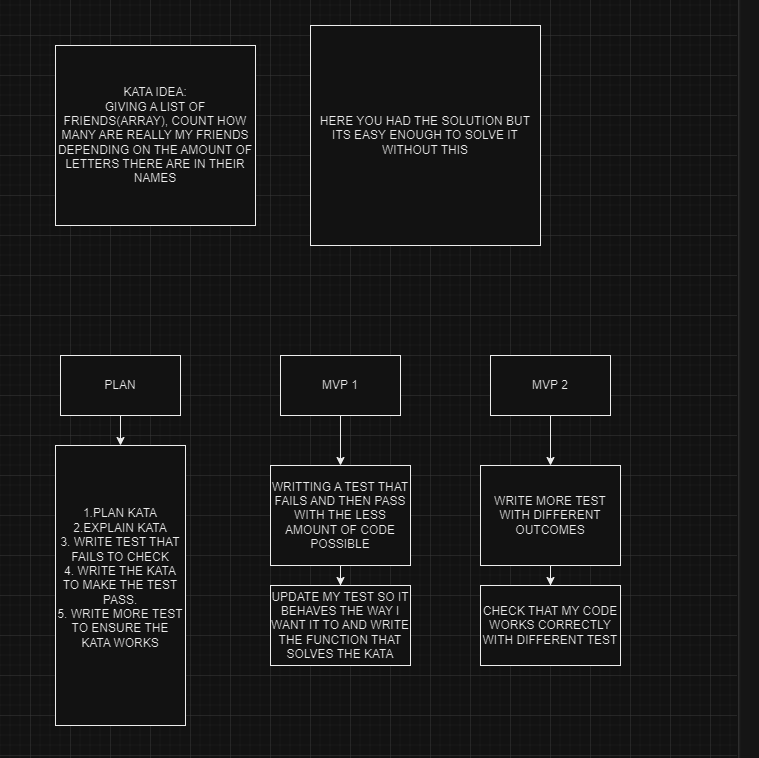 KATA IDEA:
GIVING A LIST OF
FRIENDS(ARRAY), COUNT HOW
MANY ARE REALLY MY FRIENDS
DEPENDING ON THE AMOUNT OF
LETTERS THERE ARE IN THEIR
NAMES
HERE YOU HAD THE SOLUTION BUT
ITS EASY ENOUGH TO SOLVE IT
WITHOUT THIS
PLAN
1.PLAN KATA
2.EXPLAIN KATA
3. WRITE TEST THAT
FAILS TO CHECK
4. WRITE THE KATA
TO MAKE THE TEST
PASS.
5. WRITE MORE TEST
TO ENSURE THE
KATA WORKS
MVP 1
WRITTING A TEST THAT
FAILS AND THEN PASS
WITH THE LESS
AMOUNT OF CODE
POSSIBLE
UPDATE MY TEST SO IT
BEHAVES THE WAY I
WANT IT TO AND WRITE
THE FUNCTION THAT
SOLVES THE KATA
MVP 2
WRITE MORE TEST
WITH DIFFERENT
OUTCOMES
CHECK THAT MY CODE
WORKS CORRECTLY
WITH DIFFERENT TEST